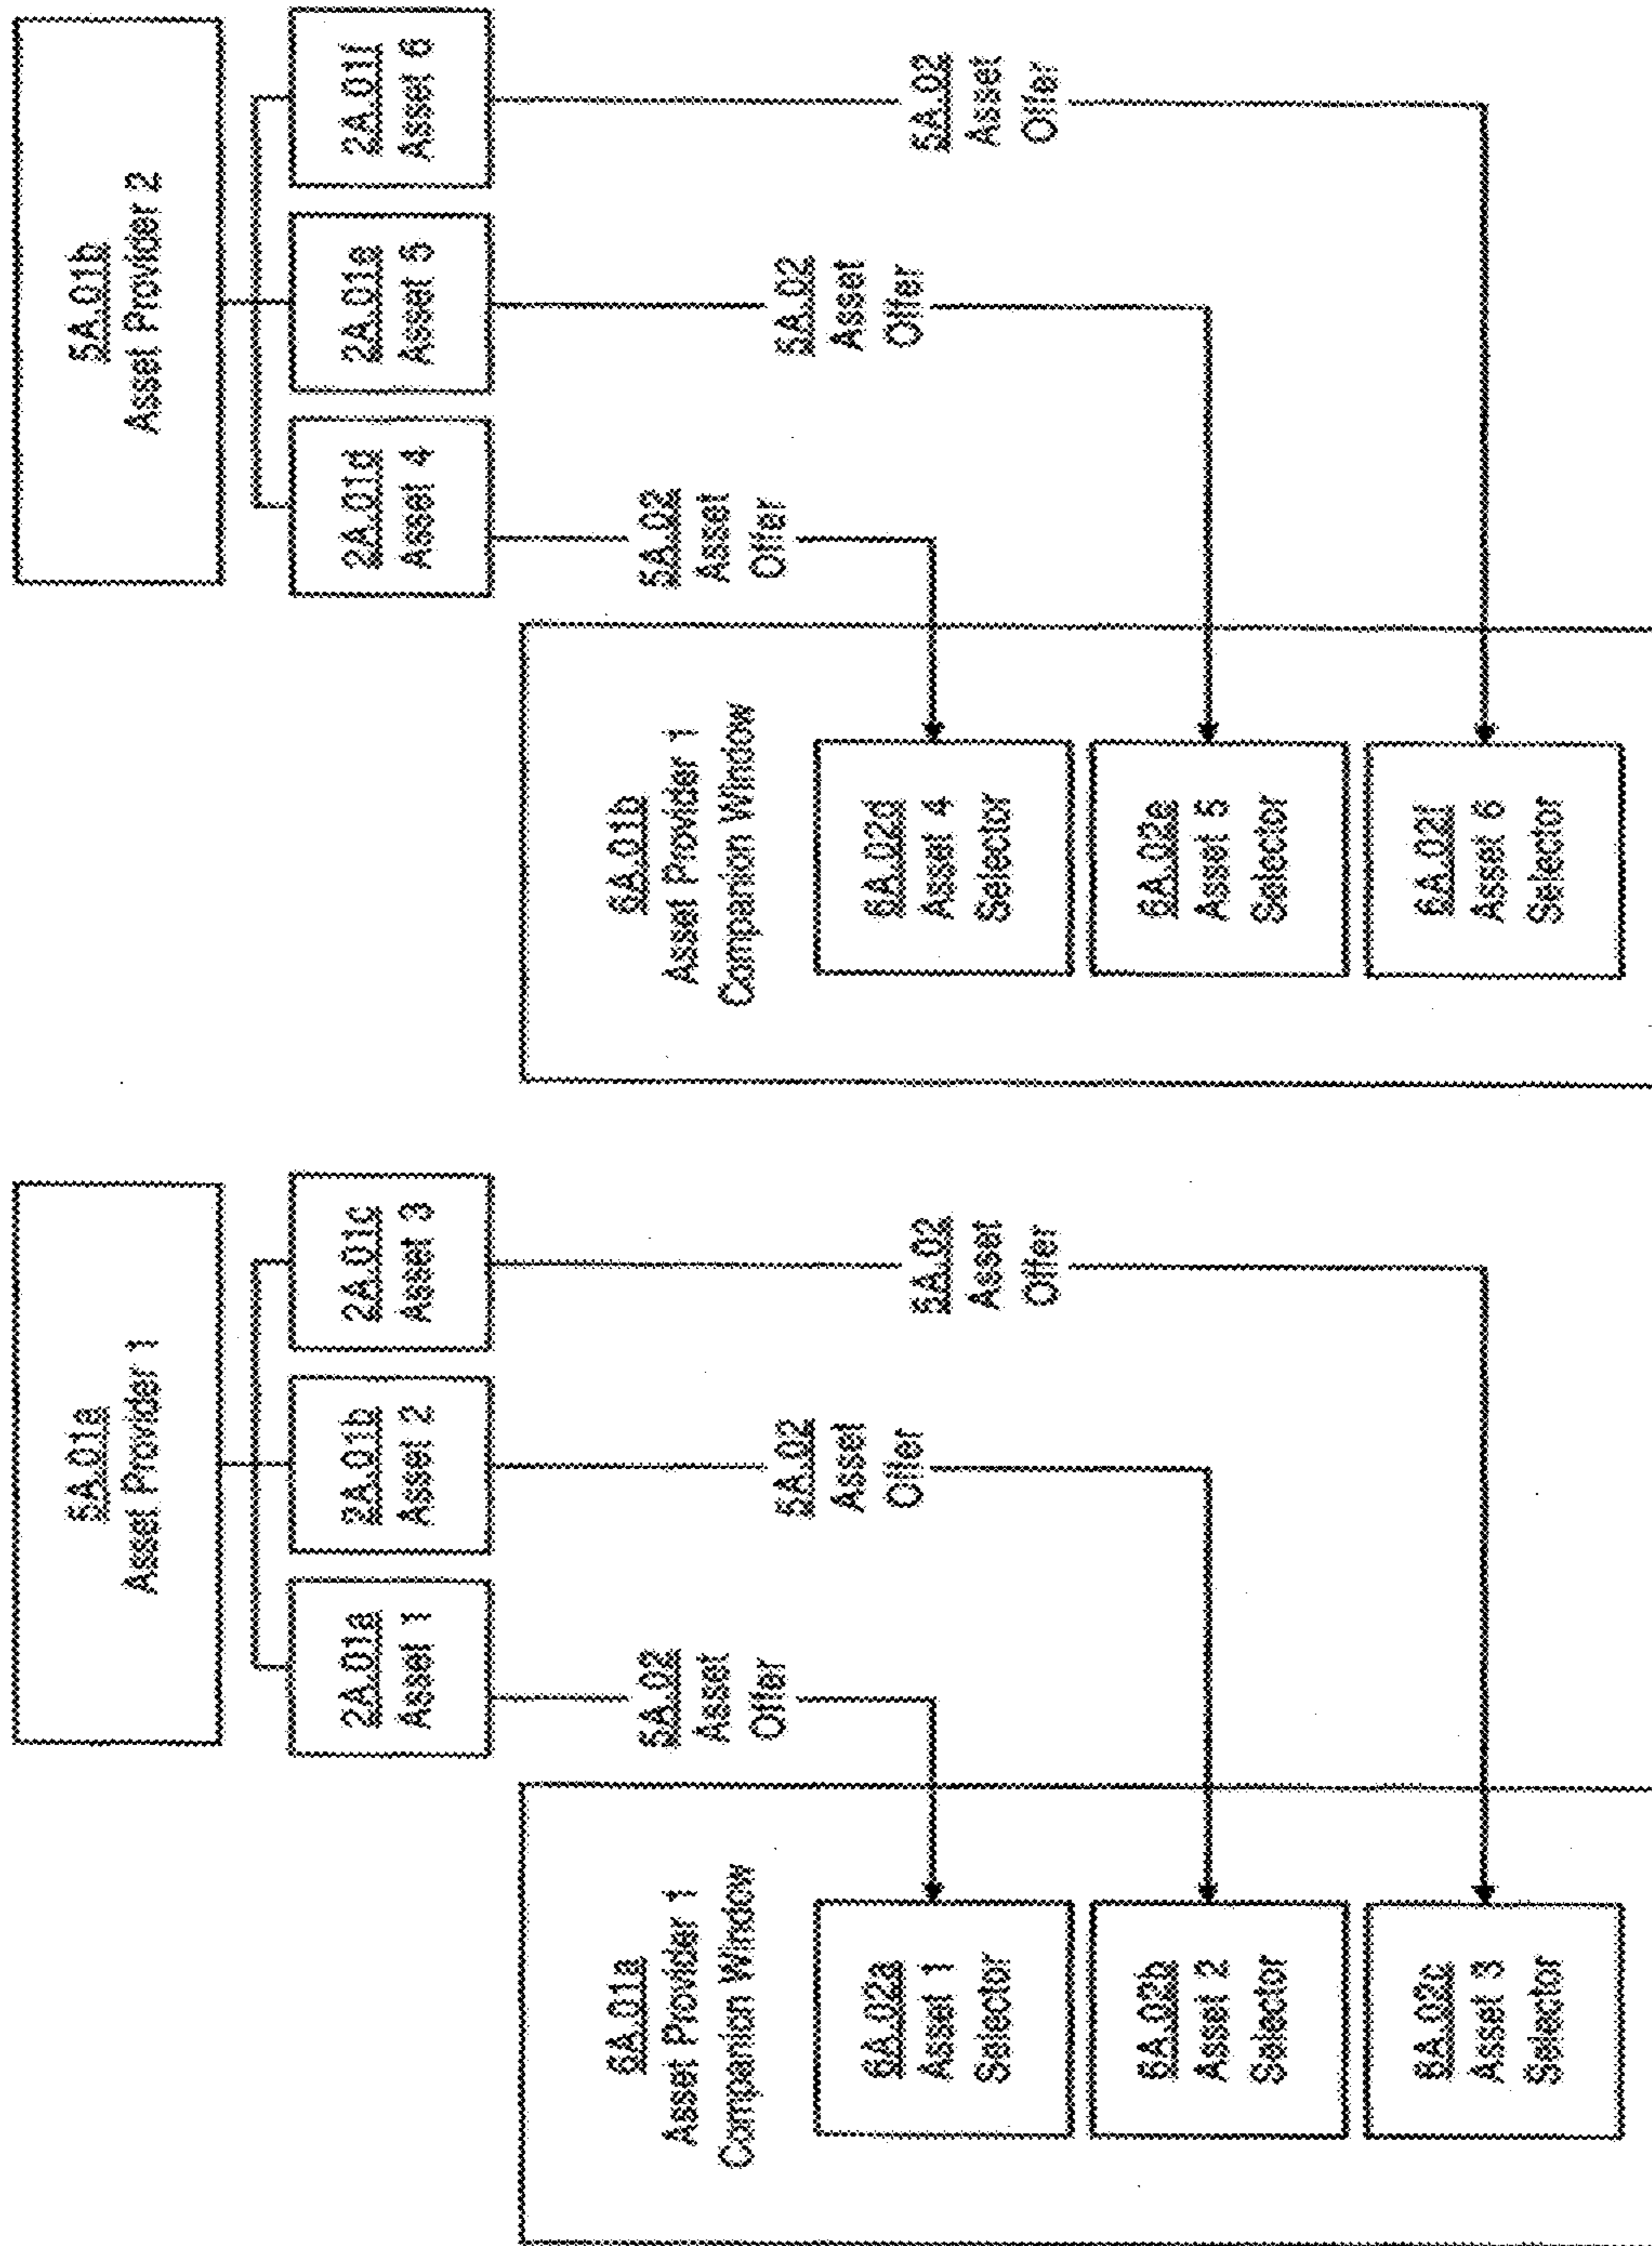 5A.01a
Asset Provider 1
2A.01a
Asset 1
2A.01b
Asset 2
2A.01c
Asset 3
5A.02
Asset
Offer
5A.02
Asset
Offer
5A.02
Asset
Offer
6A.01a
Asset Provider 1
Companion Window
6A.02a
Asset 1
Selector
6A.02b
Asset 2
Selector
6A.02c
Asset 3
Selector
5A.01b
Asset Provider 2
2A.01d
Asset 4
2A.01e
Asset 5
2A.01f
Asset 6
5A.02
Asset
Offer
5A.02
Asset
Offer
5A.02
Asset
Offer
6A.01b
Asset Provider 1
Companion Window
6A.02d
Asset 4
Selector
6A.02e
Asset 5
Selector
6A.02f
Asset 6
Selector